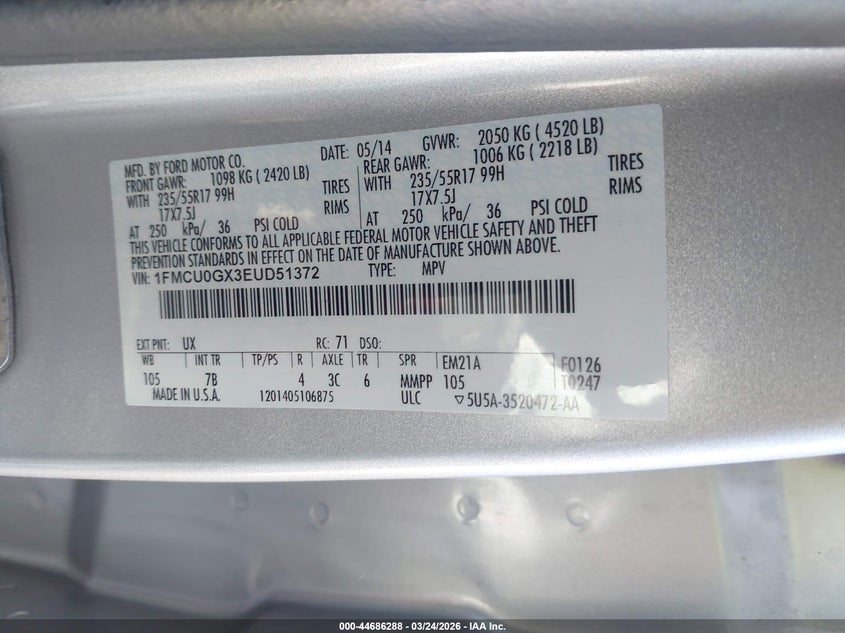 MFD. BY FORD MOTOR CO. DATE: 05/14 GVWR: 2050 KG ( 4520 LB)
FRONT GAWR: 1098 KG ( 2420 LB) REAR GAWR: 1006 KG ( 2218 LB)
WITH 235/55R17 99H TIRES WITH 235/55R17 99H TIRES
17X7.5J RIMS 17X7.5J RIMS
AT 250 kPa/ 36 PSI COLD AT 250 kPa/ 36 PSI COLD
THIS VEHICLE CONFORMS TO ALL APPLICABLE FEDERAL MOTOR VEHICLE SAFETY AND THEFT
PREVENTION STANDARDS IN EFFECT ON THE DATE OF MANUFACTURE SHOWN ABOVE.
VIN: 1FMCU0GX3EUD51372 TYPE: MPV
EXT PNT: UX RC: 71 DSO:
WB INT TR TP/PS R AXLE TR SPR EM21A F0126
105 7B 4 3C 6 MMPP 105 T0247
MADE IN U.S.A. 1201405106875 ULC ▽5U5A-3520472-AA
000-44686288 - 03/24/2026 - IAA Inc.